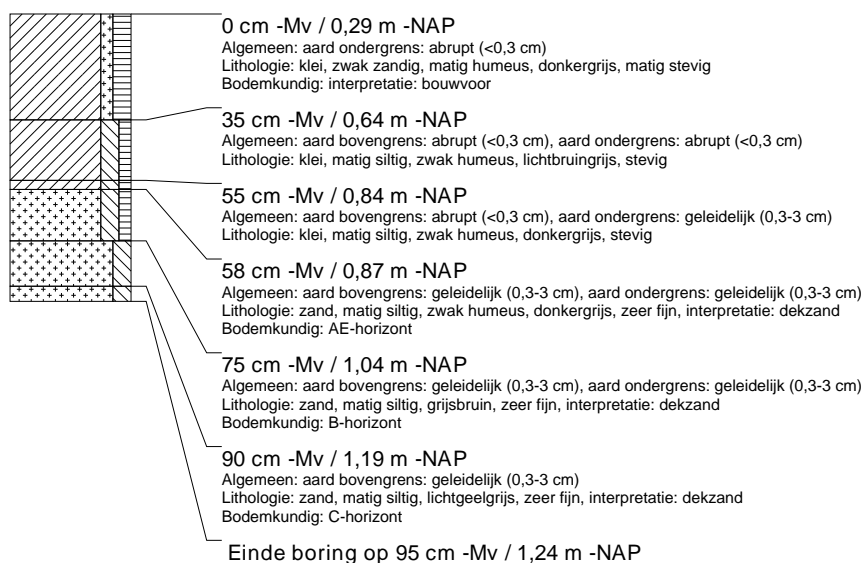 0 cm -Mv / 0,29 m -NAP
Algemeen: aard ondergrens: abrupt (<0,3 cm)
Lithologie: klei, zwak zandig, matig humeus, donkergrijs, matig stevig
Bodemkundig: interpretatie: bouwvoor
35 cm -Mv / 0,64 m -NAP
Algemeen: aard bovengrens: abrupt (<0,3 cm), aard ondergrens: abrupt (<0,3 cm)
Lithologie: klei, matig siltig, zwak humeus, lichtbruingrijs, stevig
55 cm -Mv / 0,84 m -NAP
Algemeen: aard bovengrens: abrupt (<0,3 cm), aard ondergrens: geleidelijk (0,3-3 cm)
Lithologie: klei, matig siltig, zwak humeus, donkergrijs, stevig
58 cm -Mv / 0,87 m -NAP
Algemeen: aard bovengrens: geleidelijk (0,3-3 cm), aard ondergrens: geleidelijk (0,3-3 cm)
Lithologie: zand, matig siltig, zwak humeus, donkergrijs, zeer fijn, interpretatie: dekzand
Bodemkundig: AE-horizont
75 cm -Mv / 1,04 m -NAP
Algemeen: aard bovengrens: geleidelijk (0,3-3 cm), aard ondergrens: geleidelijk (0,3-3 cm)
Lithologie: zand, matig siltig, grijsbruin, zeer fijn, interpretatie: dekzand
Bodemkundig: B-horizont
90 cm -Mv / 1,19 m -NAP
Algemeen: aard bovengrens: geleidelijk (0,3-3 cm)
Lithologie: zand, matig siltig, lichtgeelgrijs, zeer fijn, interpretatie: dekzand
Bodemkundig: C-horizont
Einde boring op 95 cm -Mv / 1,24 m -NAP